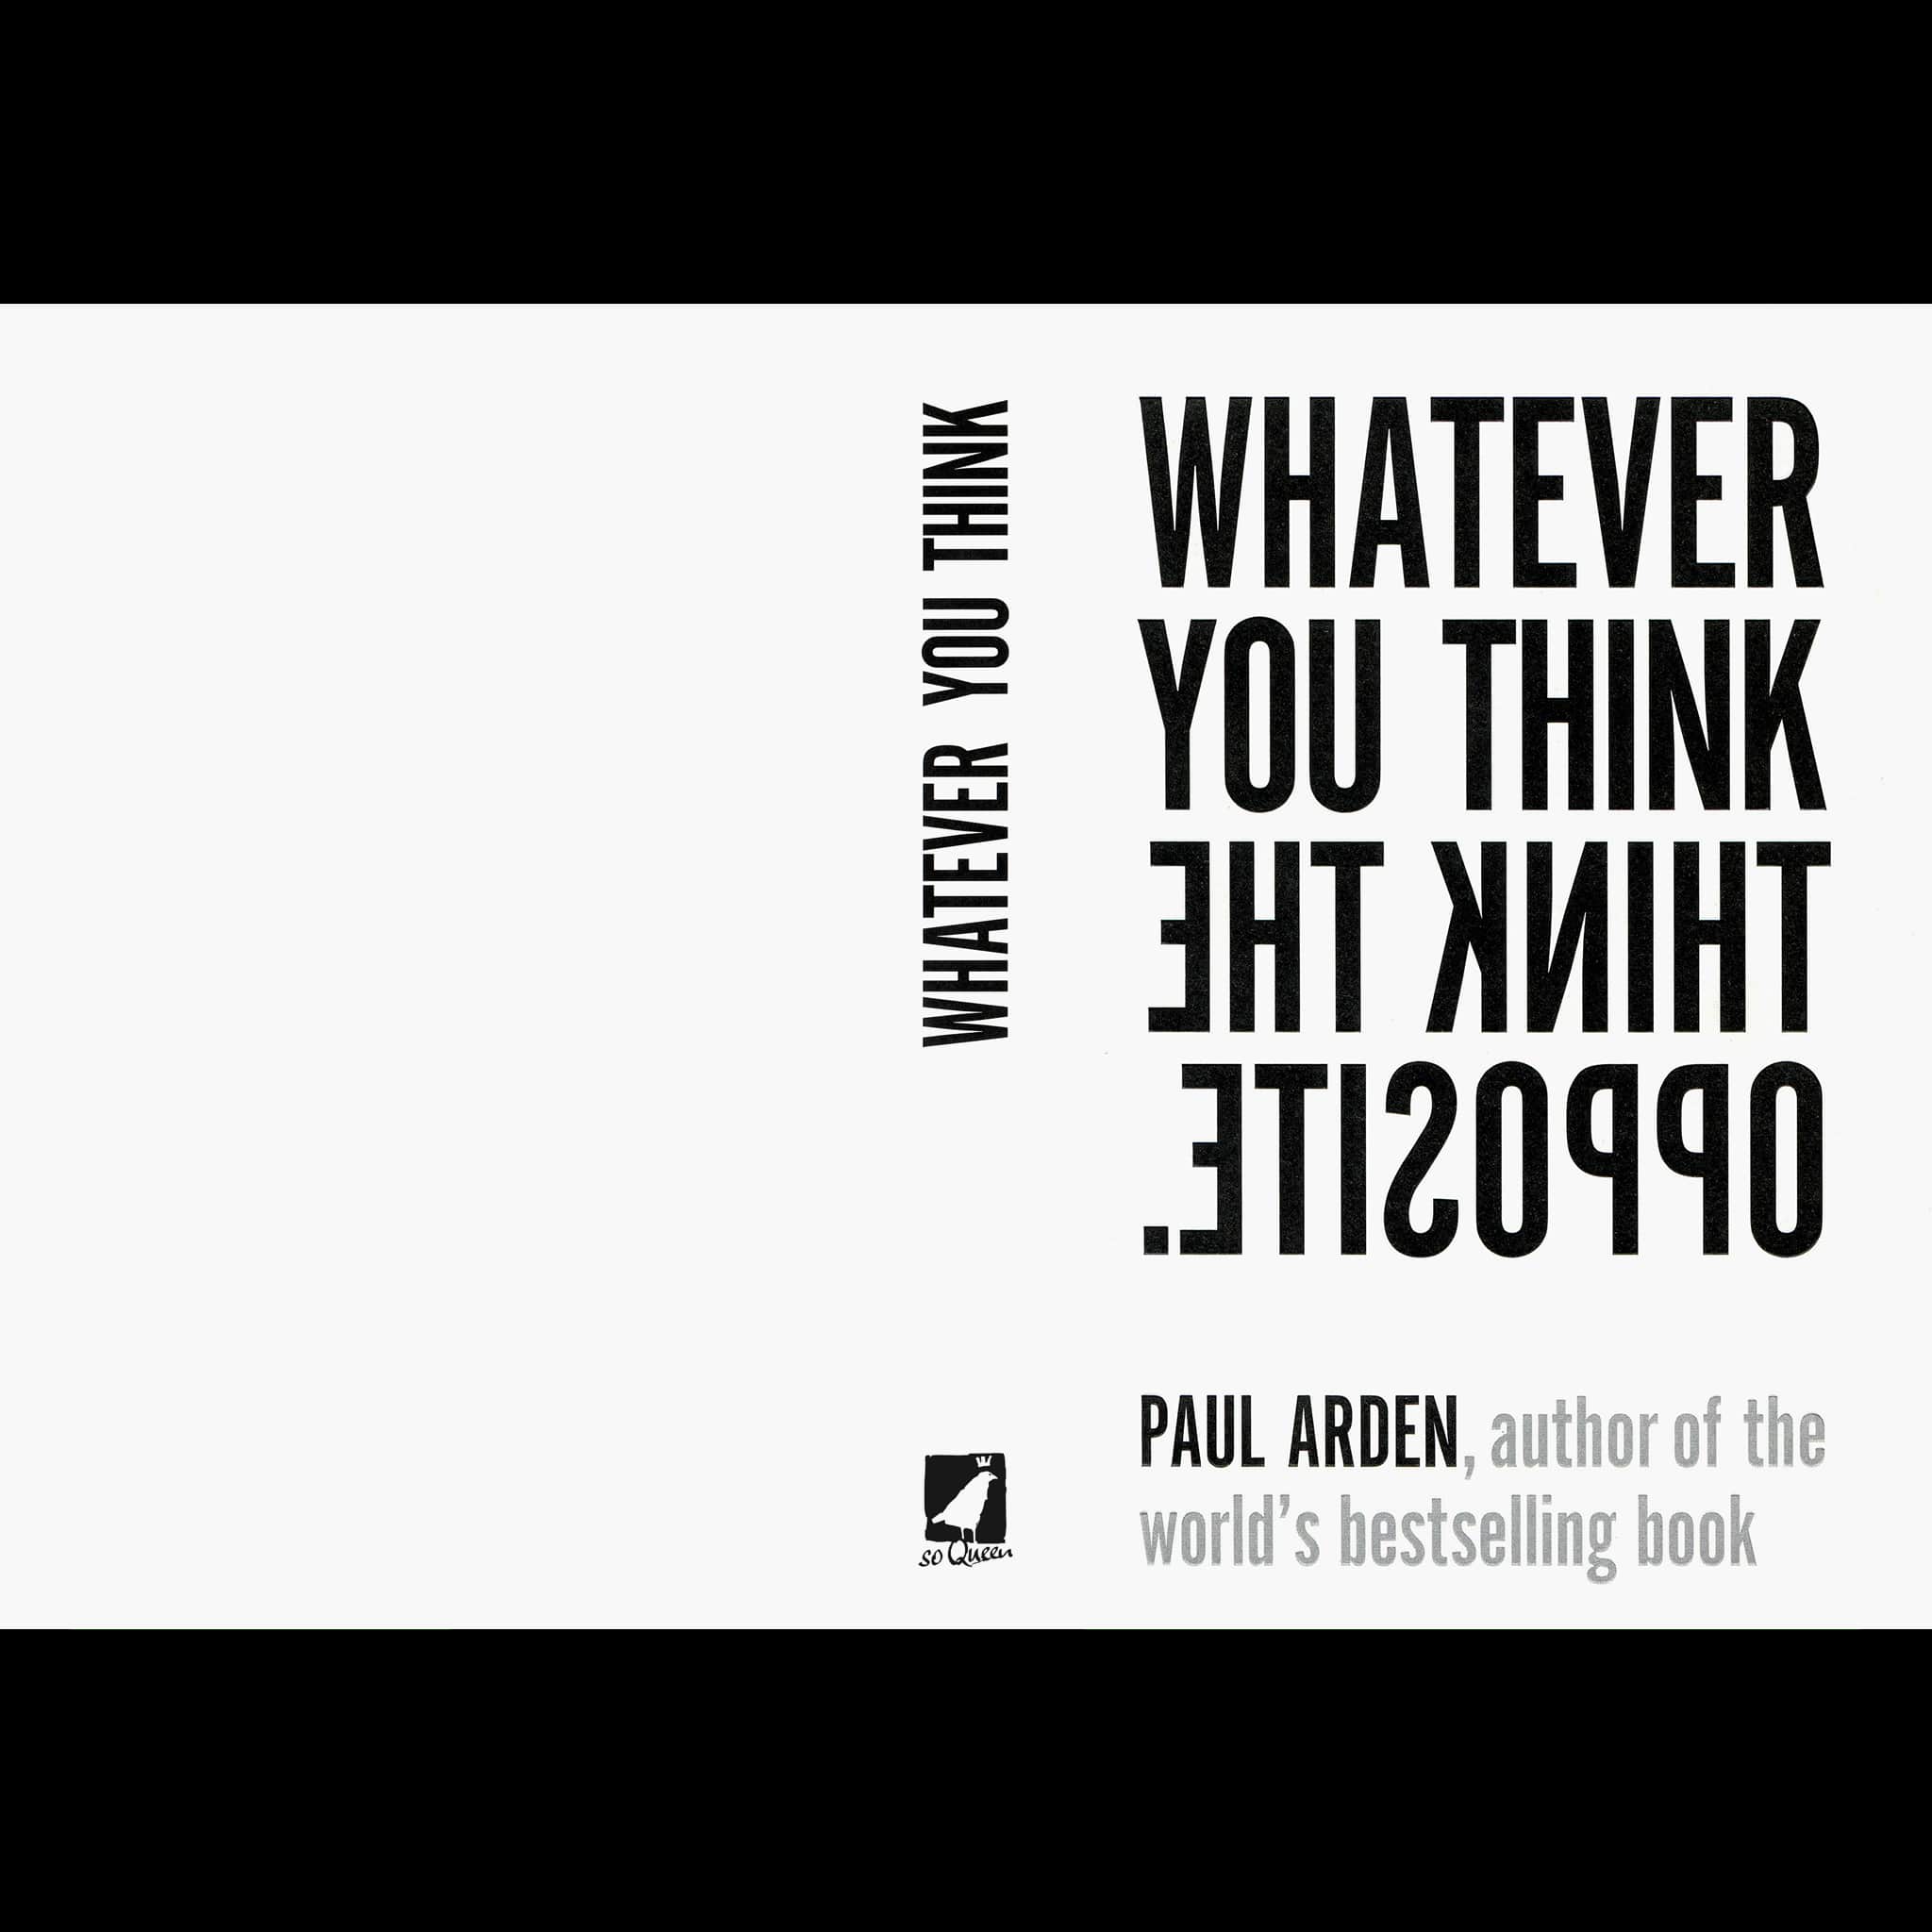 WHATEVER YOU THINK
so Queen
WHATEVER
YOU THINK
THINK THE
OPPOSITE.
PAUL ARDEN, author of the
world's bestselling book